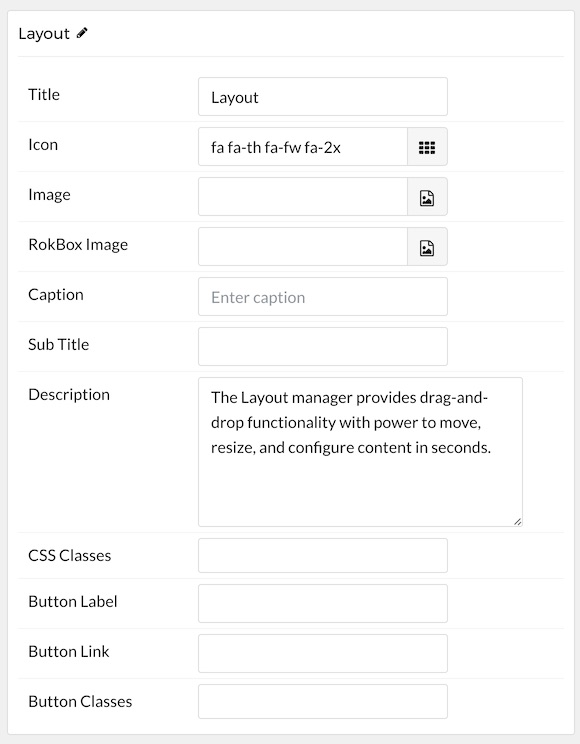 Layout
Title
Layout
Icon
fa fa-th fa-fw fa-2x
Image
RokBox Image
Caption
Enter caption
Sub Title
Description
The Layout manager provides drag-and-
drop functionality with power to move,
resize, and configure content in seconds.
CSS Classes
Button Label
Button Link
Button Classes